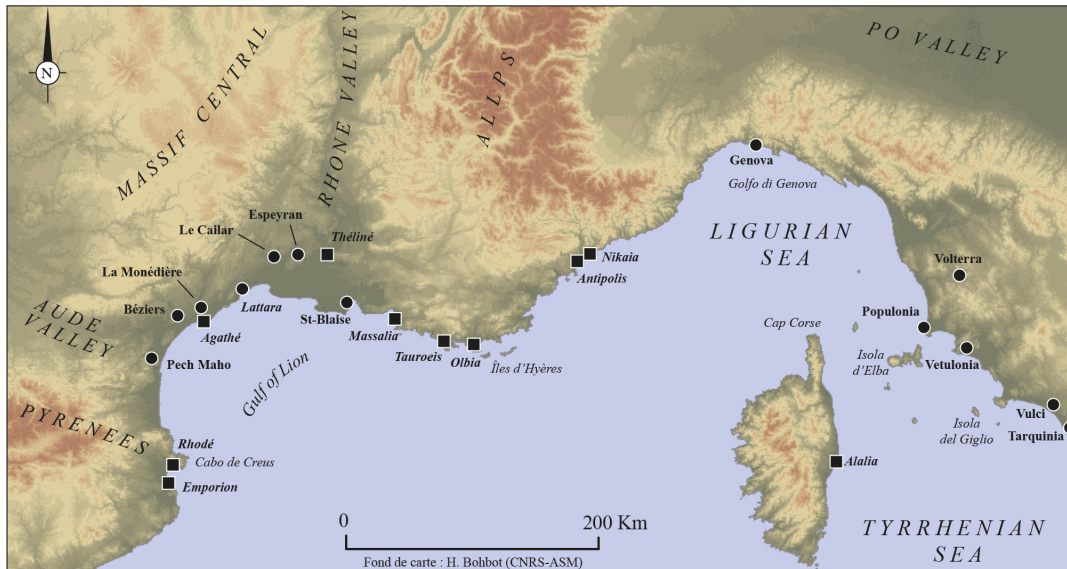 N
MASSIF CENTRAL
RHONE VALLEY
ALLPS
PO VALLEY
Genova
Golfo di Genova
LIGURIAN
SEA
Espeyran
Le Caîlar
Théliné
La Monédière
Béziers
Lattara
Agathé
AUDE
VALLEY
St-Blaise
Massalia
Tauroeis
Olbia
Îles d'Hyères
Nikaia
Antipolis
Volterra
Populonia
Cap Corse
Isola
d'Elba
Vetulonia
Pech Maho
Gulf of Lion
PYRENEES
Rhodé
Cabo de Creus
Emporion
Isola
del Giglio
Vulci
Tarquinia
Alalia
0
200 Km
Fond de carte : H. Bohbot (CNRS-ASM)
TYRRHENIAN
SEA